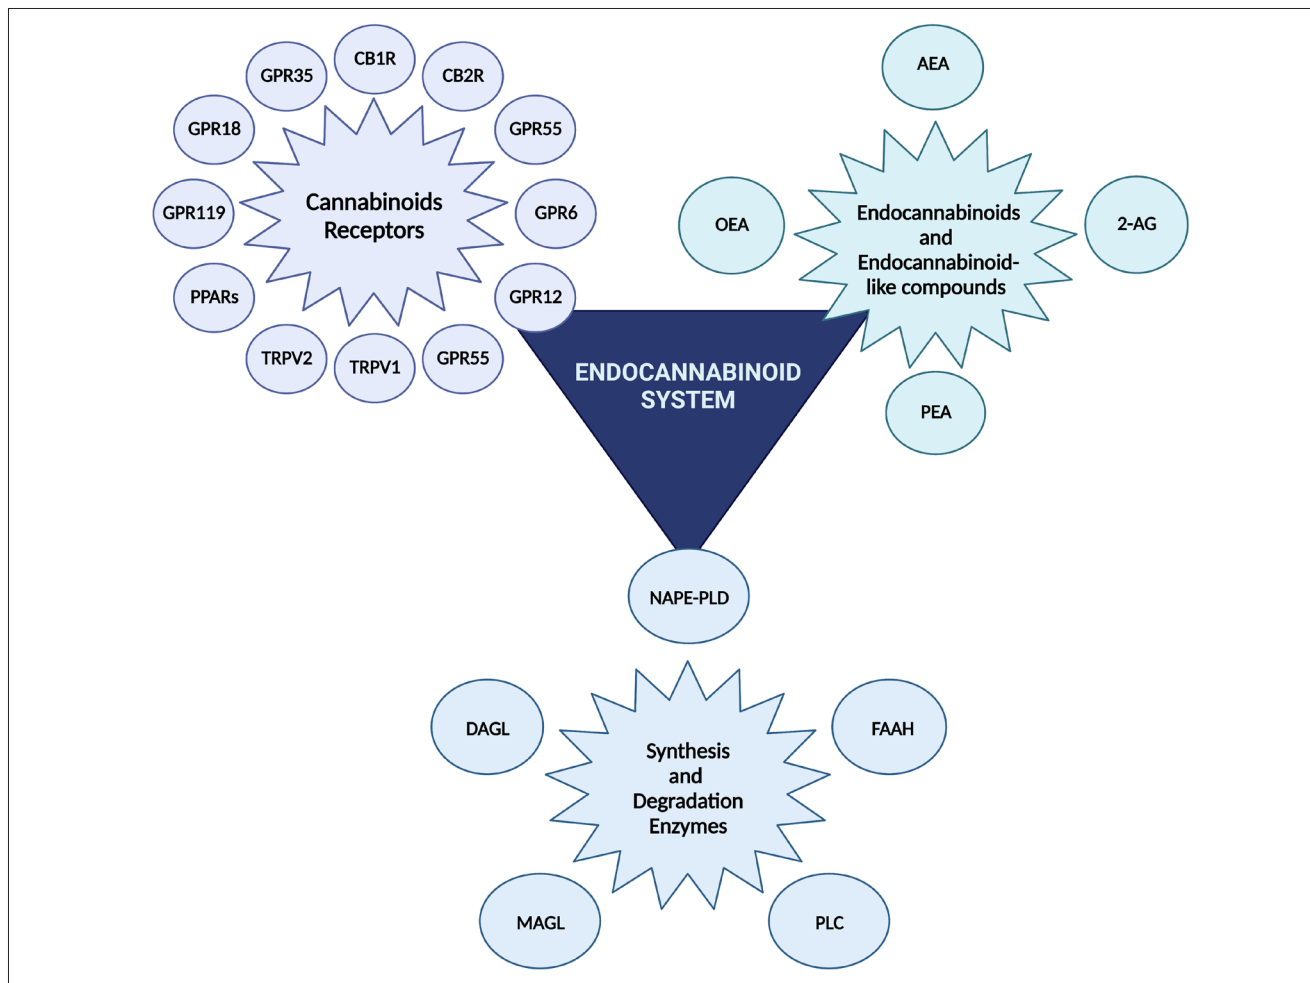 CB1R
GPR35
CB2R
GPR18
GPR55
GPR119
GPR6
Cannabinoids
Receptors
PPARs
GPR12
TRPV2
TRPV1
GPR55
AEA
OEA
2-AG
Endocannabinoids
and
Endocannabinoid-
like compounds
PEA
ENDOCANNABINOID
SYSTEM
NAPE-PLD
DAGL
FAAH
Synthesis
and
Degradation
Enzymes
MAGL
PLC